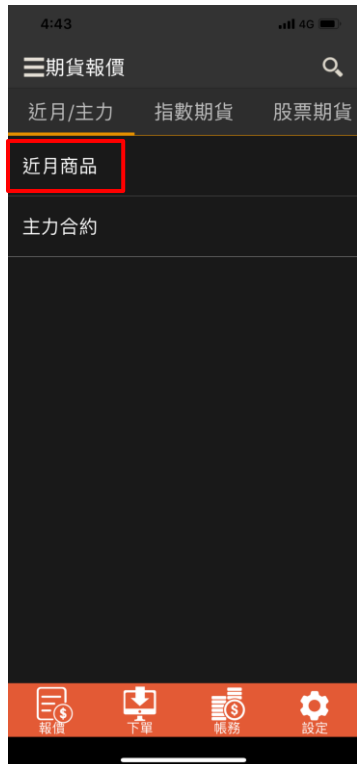 4:43 4G
期貨報價
近月/主力 指數期貨 股票期貨
近月商品
主力合約
報價 下單 帳務 設定